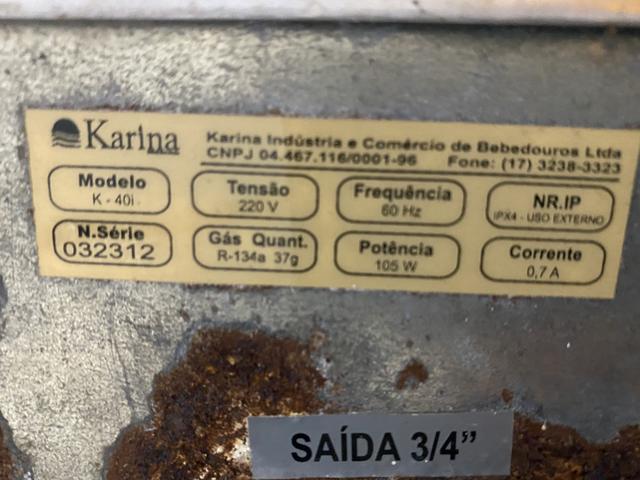 Karina
Karina Indústria e Comércio de Bebedouros Ltda
CNPJ 04.467.116/0001-96 Fone: (17) 3238-3323
Modelo
K - 40i
Tensão
220 V
Frequência
60 Hz
NR.IP
IPX4 - USO EXTERNO
N.Série
032312
Gás Quant.
R-134a 37g
Potência
105 W
Corrente
0,7 A
SAÍDA 3/4”